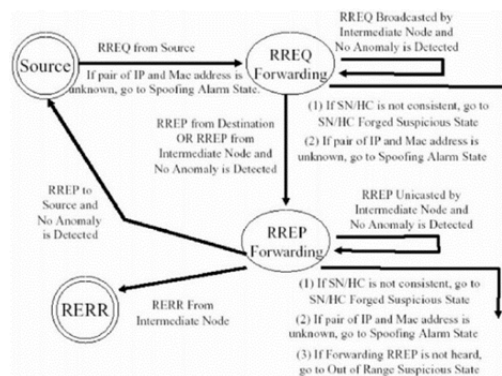 RREQ Broadcasted by
Intermediate Node and
No Anomaly is Detected
RREQ from Source
Source
RREQ
Forwarding
If pair of IP and Mac address is
unknown, go to Spoofing Alarm State.
(1) If SN/HC is not consistent, go to
SN/HC Forged Suspicious State
(2) If pair of IP and Mac address is
unknown, go to Spoofing Alarm State
RREP from Destination
OR RREP from
Intermediate Node and
No Anomaly is Detected
RREP to
Source and
No Anomaly
is Detected
RREP
Forwarding
RREP Unicasted by
Intermediate Node and
No Anomaly is Detected
RERR
RERR From
Intermediate Node
(1) If SN/HC is not consistent, go to
SN/HC Forged Suspicious State
(2) If pair of IP and Mac address is
unknown, go to Spoofing Alarm State
(3) If Forwarding RREP is not heard,
go to Out of Range Suspicious State